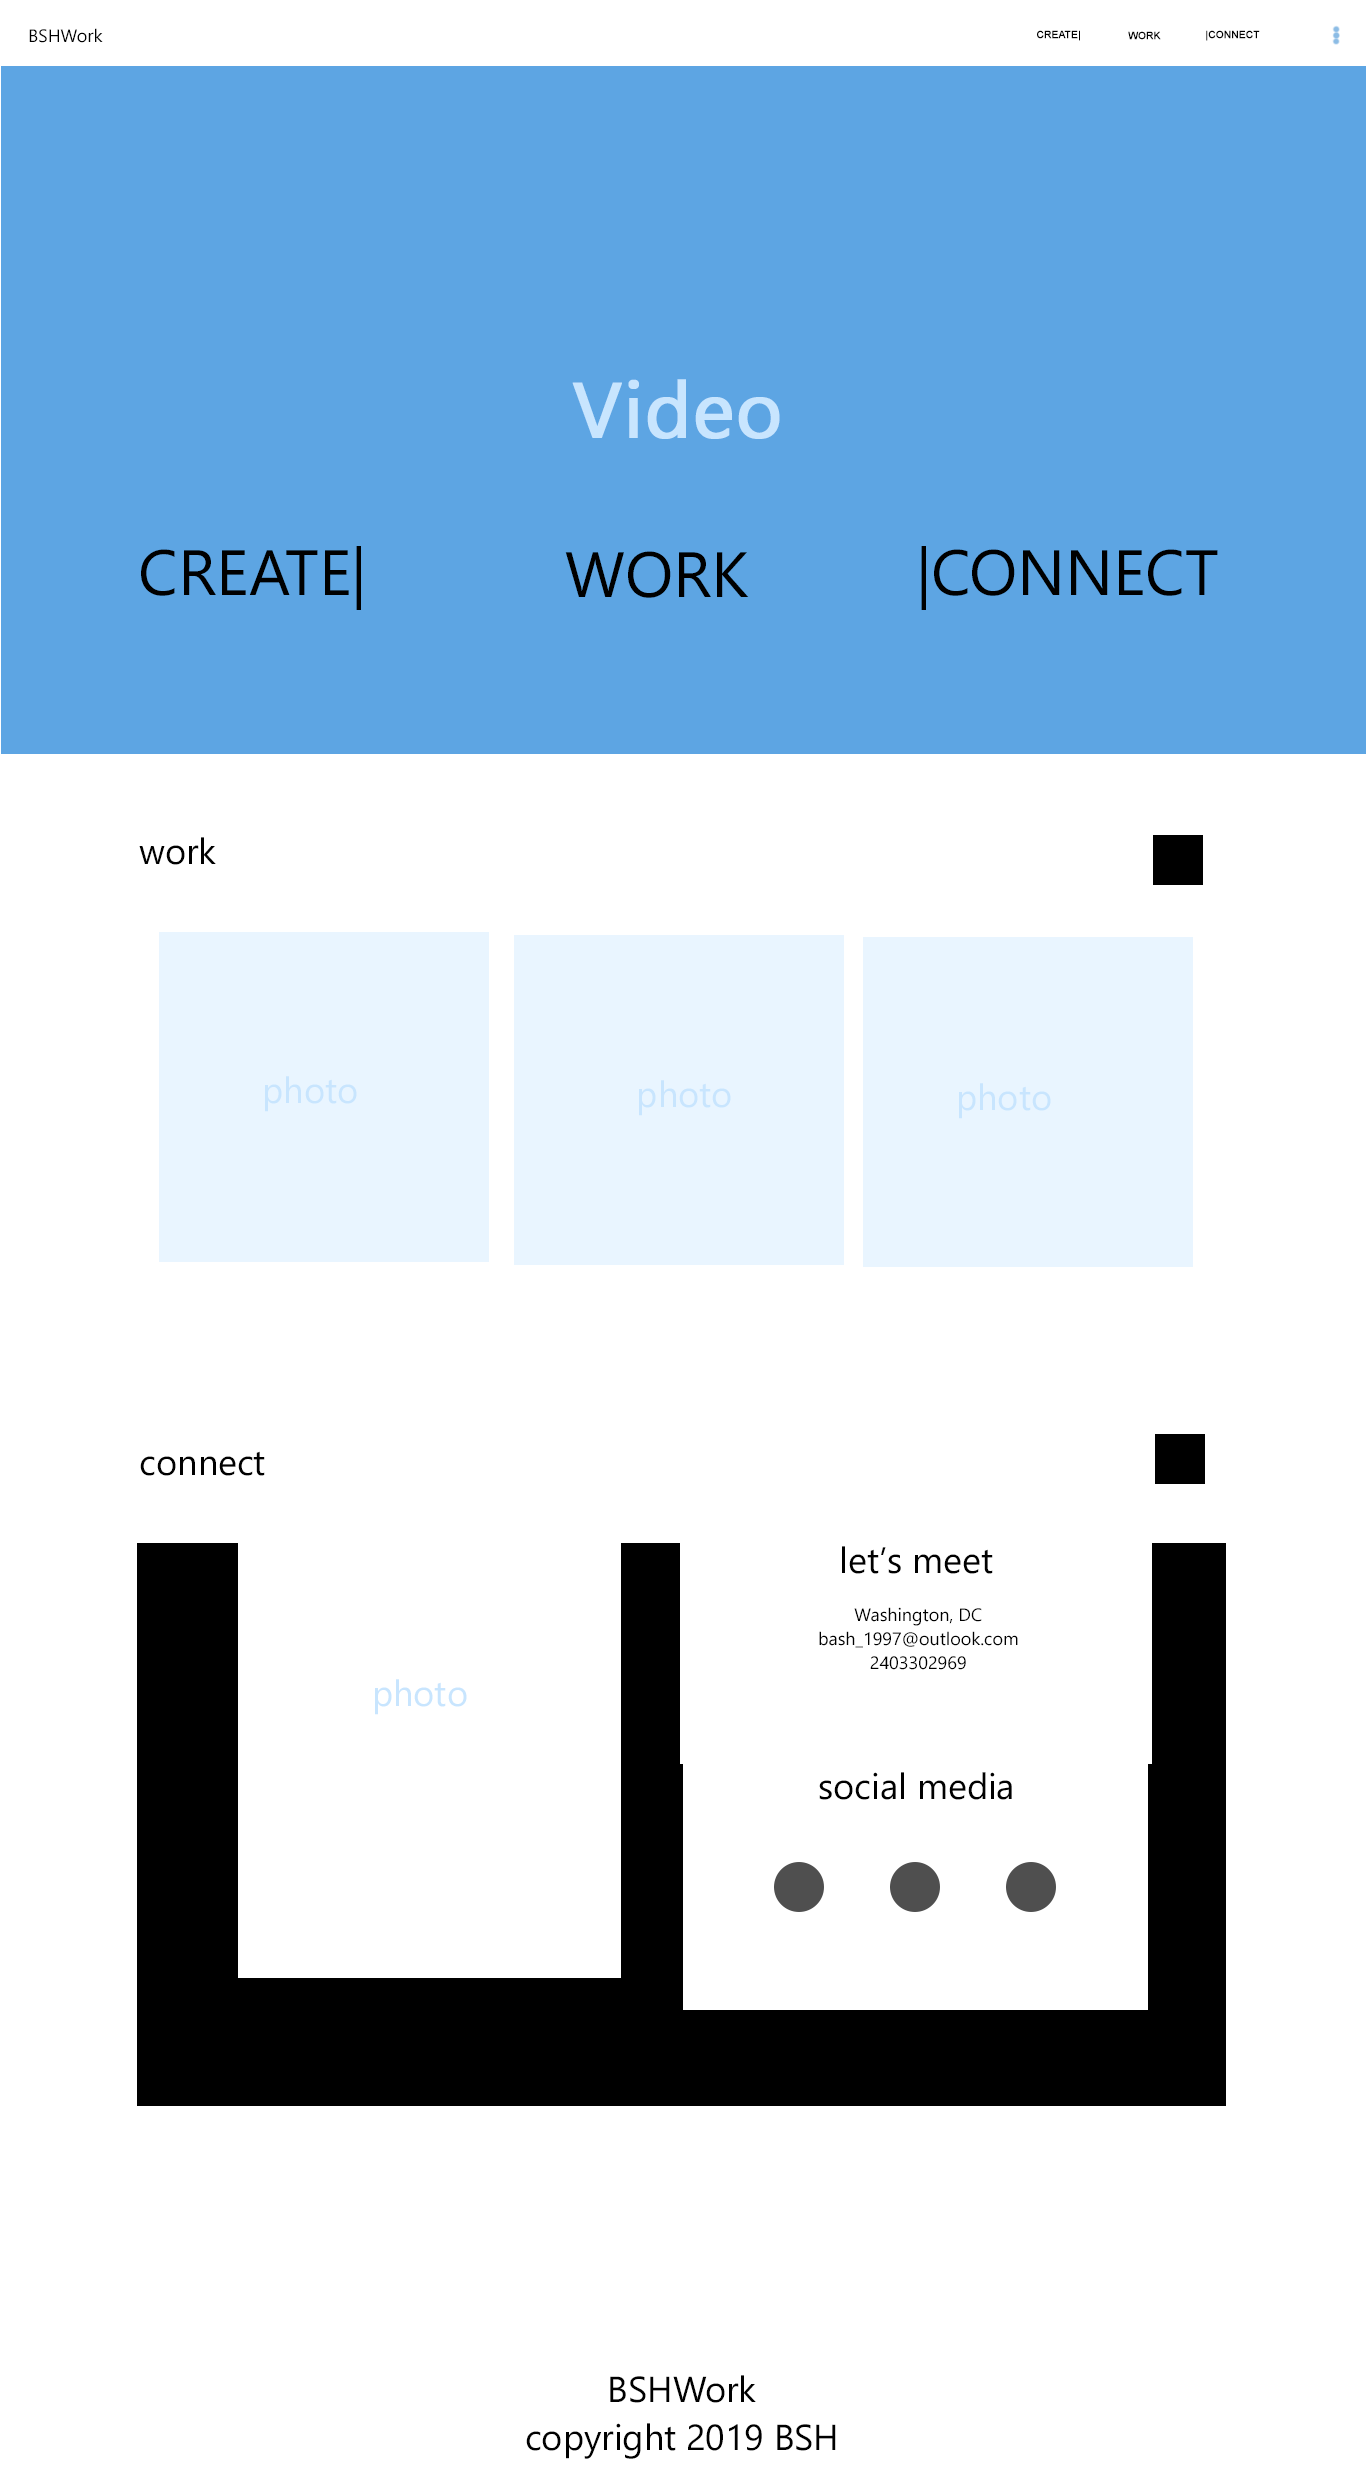 BSHWork
CREATE| WORK |CONNECT
Video
CREATE| WORK |CONNECT
work
photo photo photo
connect
photo
let's meet
Washington, DC
bash_1997@outlook.com
2403302969
social media
BSHWork
copyright 2019 BSH